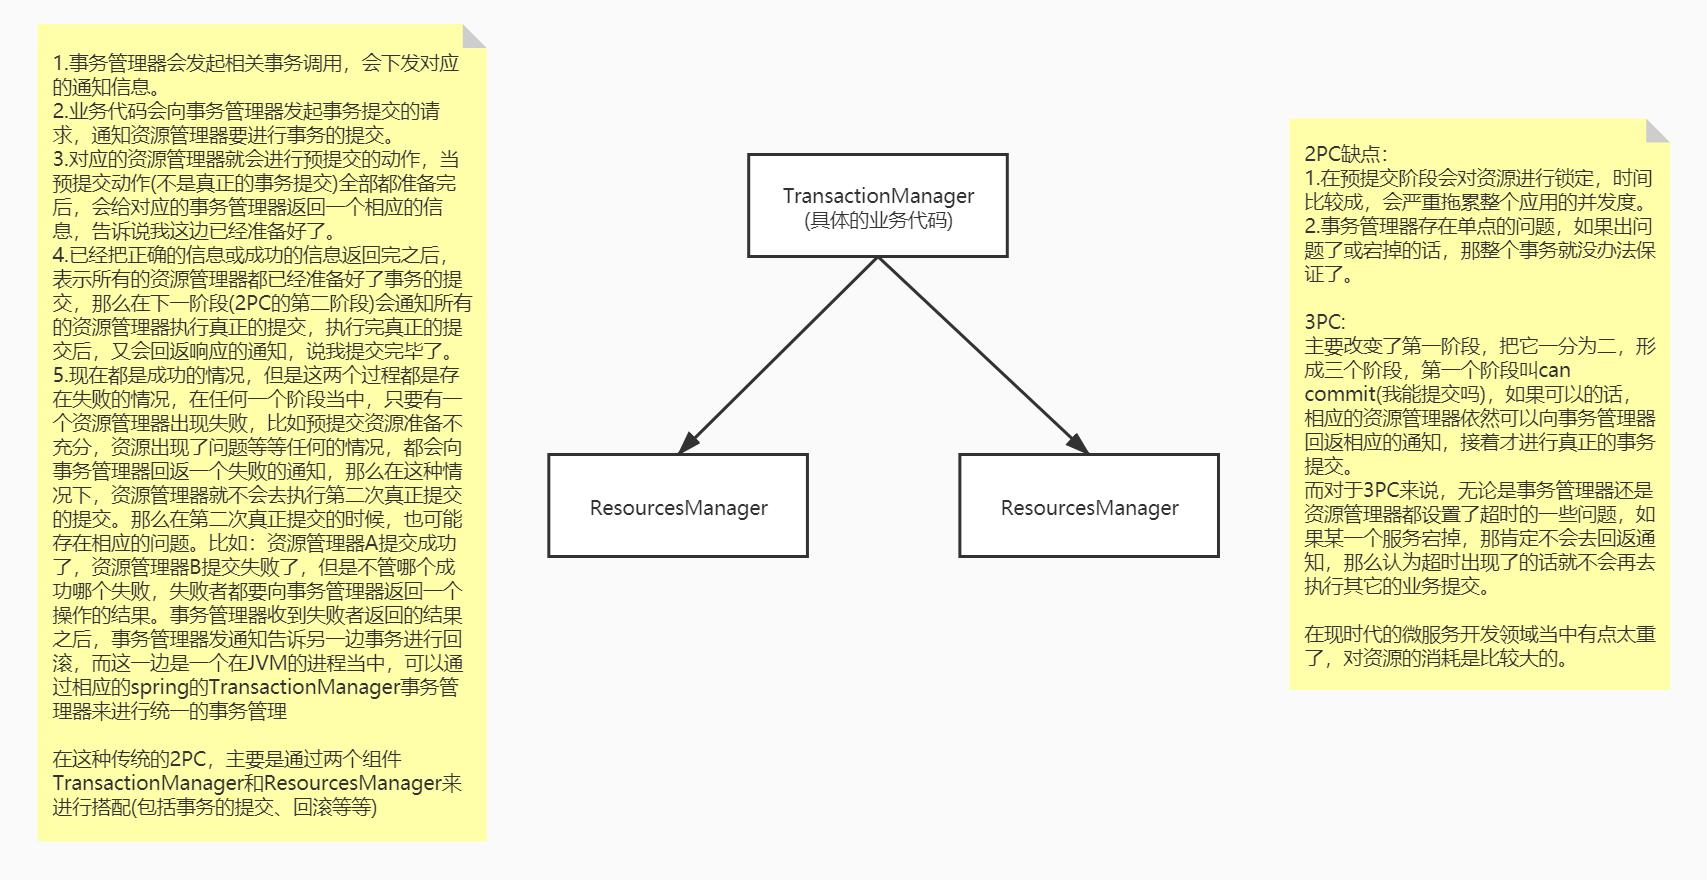 1.事务管理器会发起相关事务调用，会下发对应
的通知信息。
2.业务代码会向事务管理器发起事务提交的请
求，通知资源管理器要进行事务的提交。
3.对应的资源管理器就会进行预提交的动作，当
预提交动作(不是真正的事务提交)全部都准备完
后，会给对应的事务管理器返回一个相应的信
息，告诉说我这边已经准备好了。
4.已经把正确的信息或成功的信息返回完之后，
表示所有的资源管理器都已经准备好了事务的提
交，那么在下一阶段(2PC的第二阶段)会通知所有
的资源管理器执行真正的提交，执行完真正的提
交后，又会回返响应的通知，说我提交完毕了。
5.现在都是成功的情况，但是这两个过程都是存
在失败的情况，在任何一个阶段当中，只要有一
个资源管理器出现失败，比如预提交资源准备不
充分，资源出现了问题等等任何的情况，都会向
事务管理器回返一个失败的通知，那么在这种情
况下，资源管理器就不会去执行第二次真正提交
的提交。那么在第二次真正提交的时候，也可能
存在相应的问题。比如：资源管理器A提交成功
了，资源管理器B提交失败了，但是不管哪个成
功哪个失败，失败者都要向事务管理器返回一个
操作的结果。事务管理器收到失败者返回的结果
之后，事务管理器发通知告诉另一边事务进行回
滚，而这一边是一个在JVM的进程当中，可以通
过相应的spring的TransactionManager事务管
理器来进行统一的事务管理
在这种传统的2PC，主要是通过两个组件
TransactionManager和ResourcesManager来
进行搭配(包括事务的提交、回滚等等)
TransactionManager
(具体的业务代码)
ResourcesManager
ResourcesManager
2PC缺点：
1.在预提交阶段会对资源进行锁定，时间
比较成，会严重拖累整个应用的并发度。
2.事务管理器存在单点的问题，如果出问
题了或宕掉的话，那整个事务就没办法保
证了。
3PC:
主要改变了第一阶段，把它一分为二，形
成三个阶段，第一个阶段叫can
commit(我能提交吗)，如果可以的话，
相应的资源管理器依然可以向事务管理器
回返相应的通知，接着才进行真正的事务
提交。
而对于3PC来说，无论是事务管理器还是
资源管理器都设置了超时的一些问题，如
果某一个服务宕掉，那肯定不会去回返通
知，那么认为超时出现了的话就不会再去
执行其它的业务提交。
在现时代的微服务开发领域当中有点太重
了，对资源的消耗是比较大的。